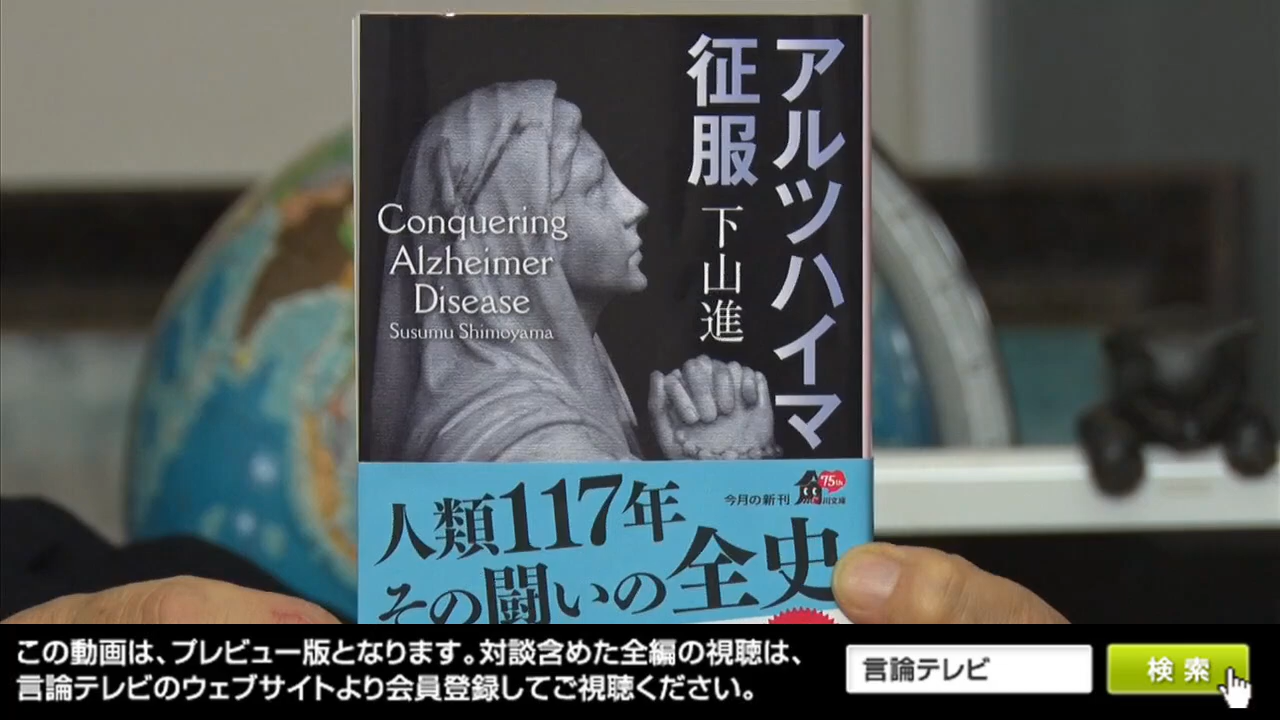 アルツハイマー
征服
下山進
Conquering
Alzheimer
Disease
Susumu Shimoyama
今月の新刊
75th
川文庫
人類117年
その闘いの全史
この動画は、プレビュー版となります。対談含めた全編の視聴は、
言論テレビのウェブサイトより会員登録してご視聴ください。
言論テレビ
検索